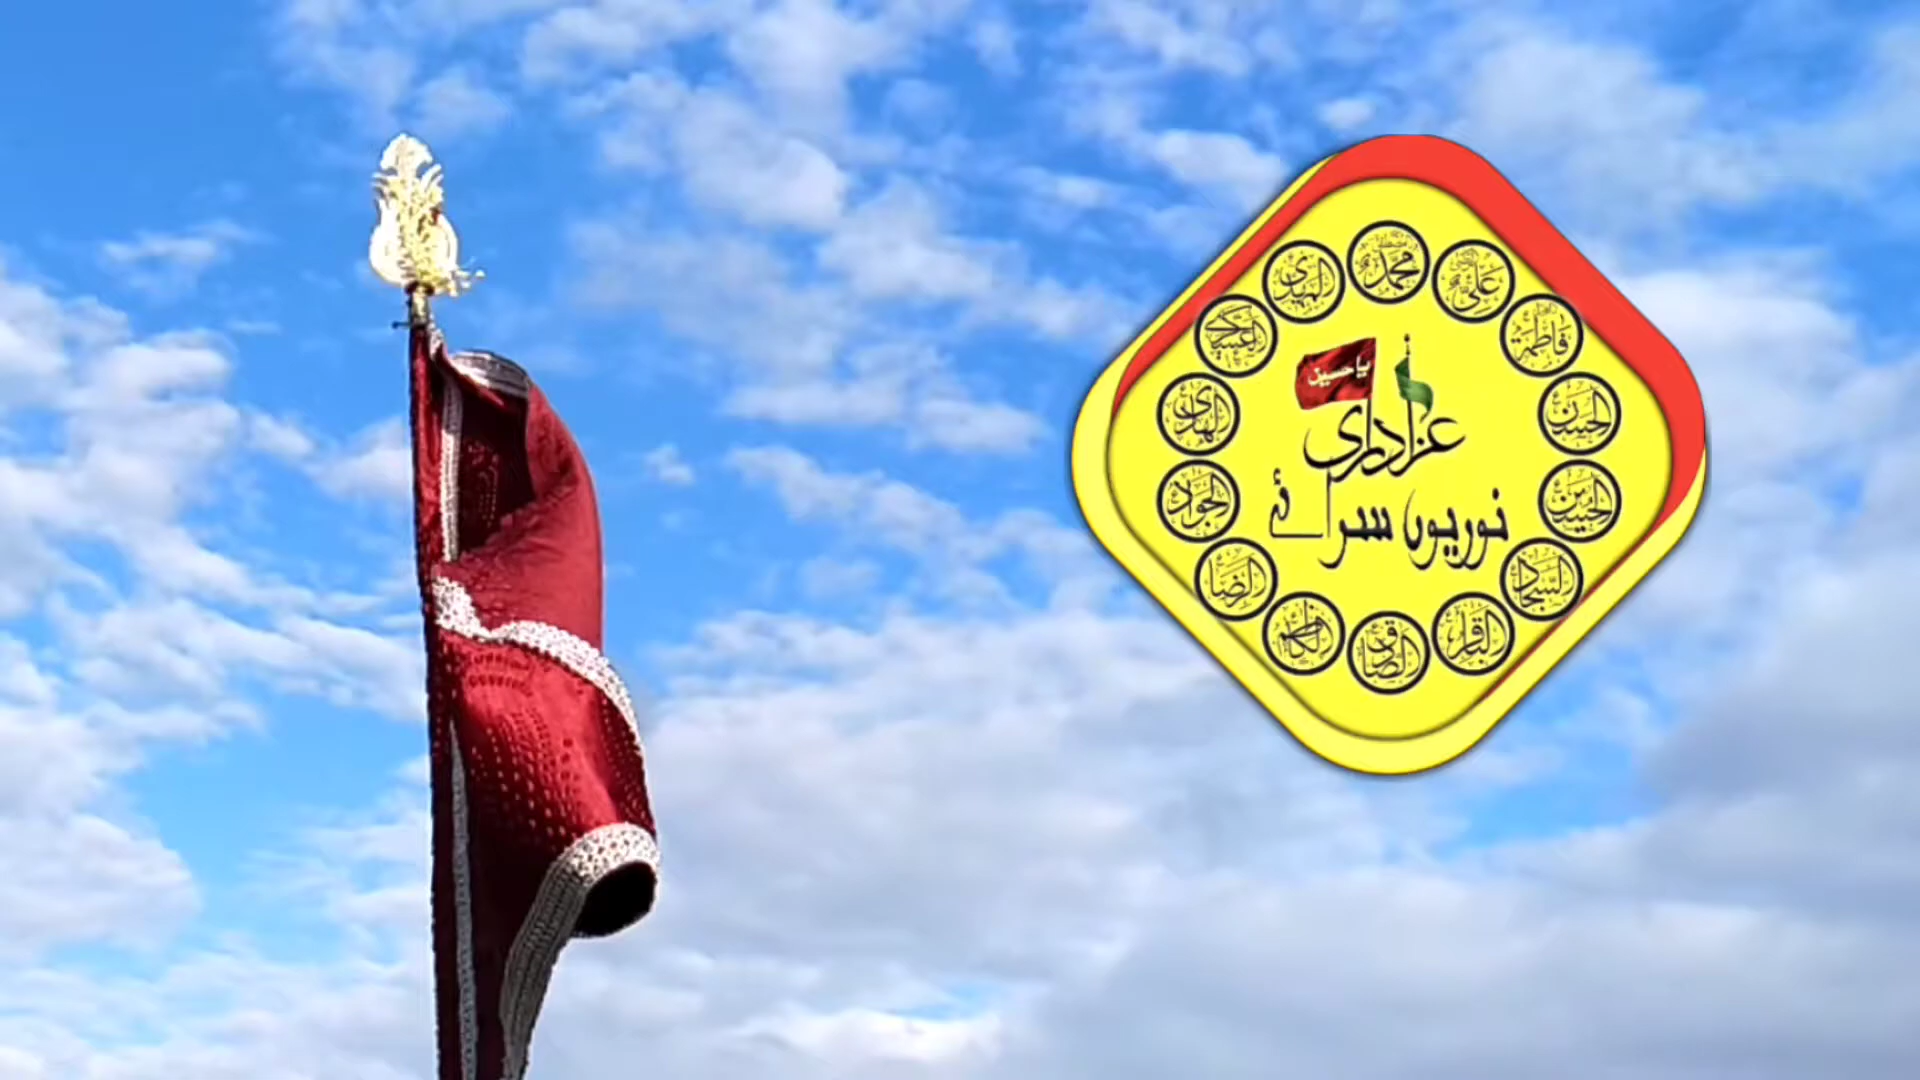 محمد
علی
فاطمة
الحسن
الحسین
السجاد
الباقر
الصادق
الکاظم
الرضا
الجواد
الهادی
العسکری
المهدی
یاحسین
عزاداری
نوریوں سرائے